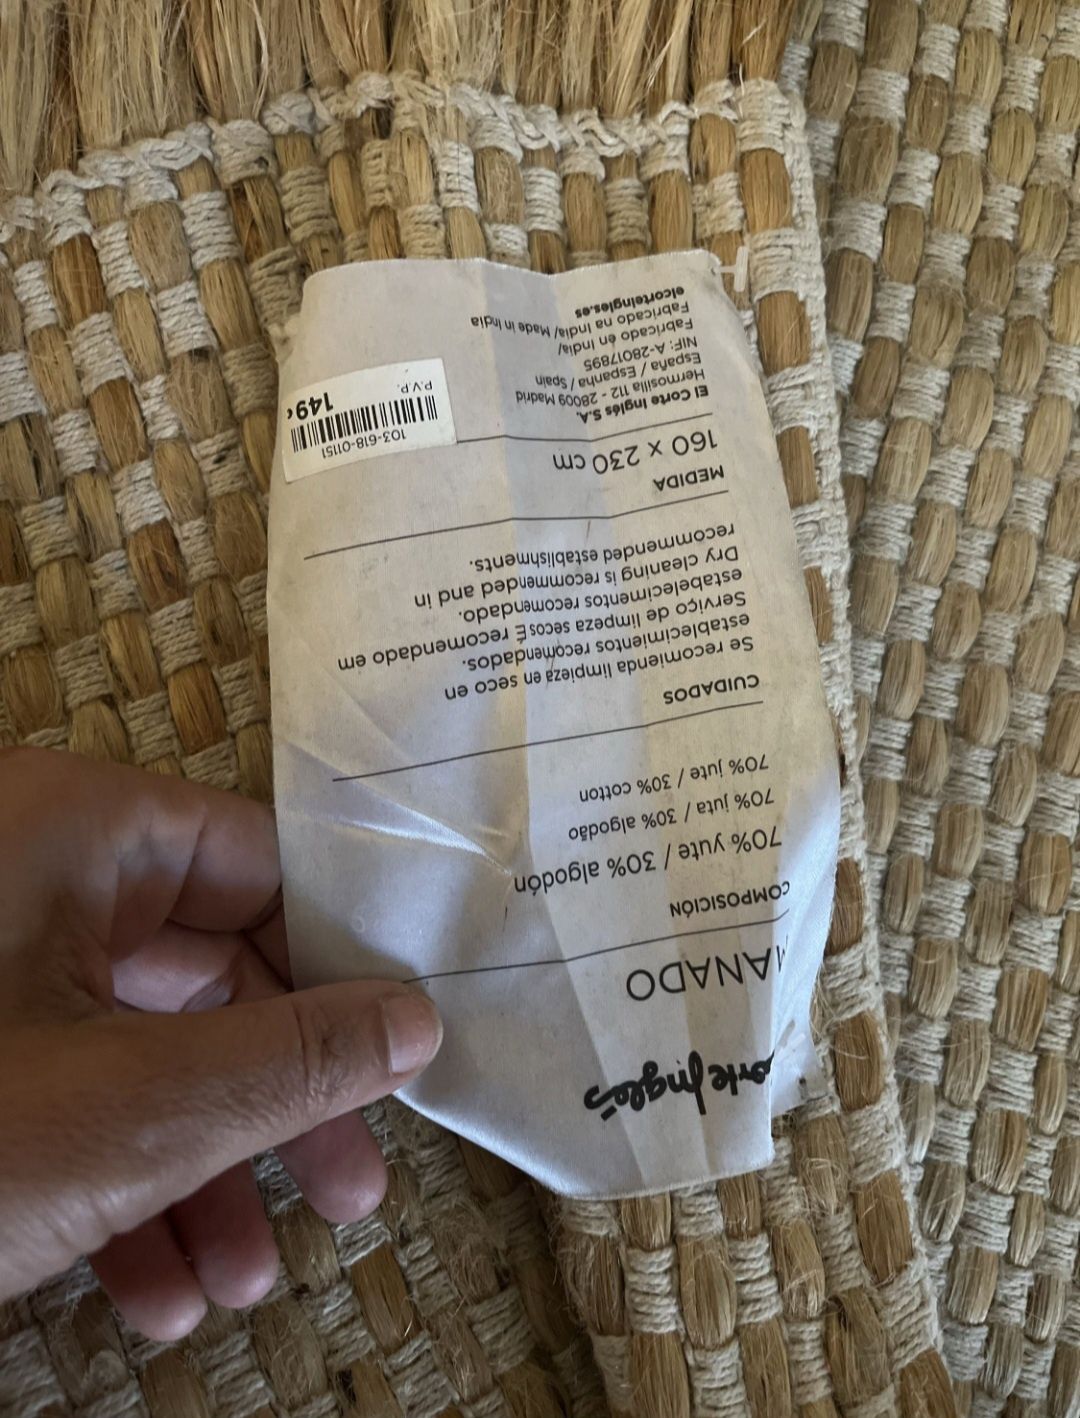 orte Inglés
MANADO
COMPOSICIÓN
70% yute / 30% algodón
70% juta / 30% algodão
70% jute / 30% cotton
CUIDADOS
Se recomienda limpieza en seco en
establecimientos recomendados.
Serviço de limpeza secos É recomendado em
estabelecimentos recomendado.
Dry cleaning is recommended and in
recommended establishments.
MEDIDA
160 x 230 cm
El Corte Inglés S.A.
Hermosilla 112 - 28009 Madrid
España / Espanha / Spain
NIF: A-28017895
Fabricado en India/
Fabricado na India/ Made in India
elcorteingles.es
103-618-01151
149€
P.V.P.